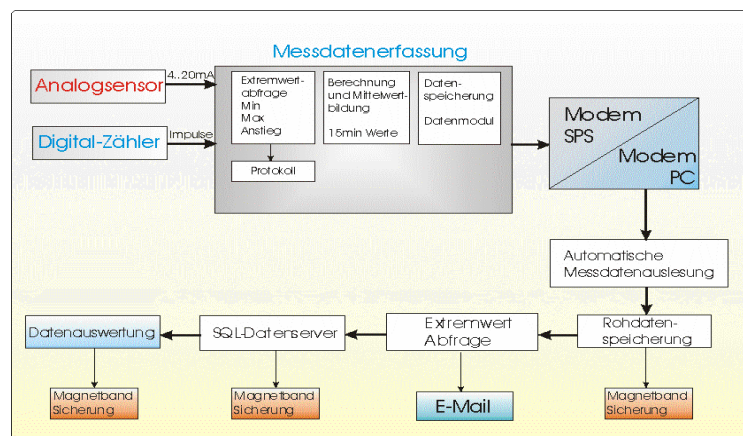 Messdatenerfassung
Analogsensor
4..20mA
Digital-Zähler
Impulse
Extremwert-
abfrage
Min
Max
Anstieg
Protokoll
Berechnung
und Mittelwert-
bildung
15min Werte
Daten-
speicherung
Datenmodul
Modem
SPS
Modem
PC
Automatische
Messdatenauslesung
Rohdaten-
speicherung
Magnetband
Sicherung
Extremwert
Abfrage
E-Mail
SQL-Datenserver
Magnetband
Sicherung
Datenauswertung
Magnetband
Sicherung